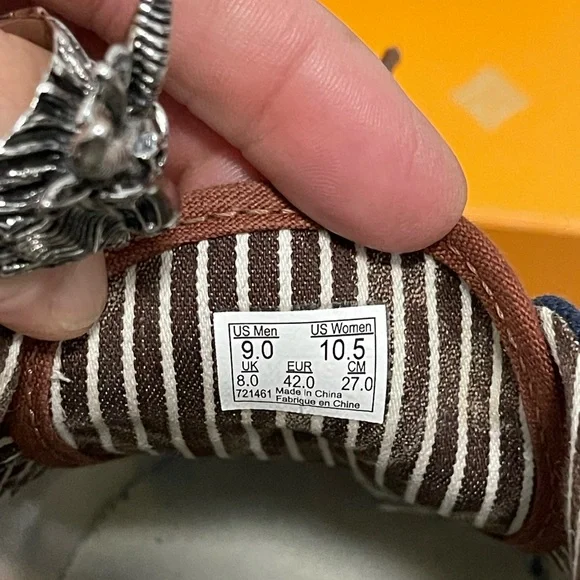 US Men US Women
9.0 10.5
UK EUR CM
8.0 42.0 27.0
721461 Made in China
Fabrique en Chine